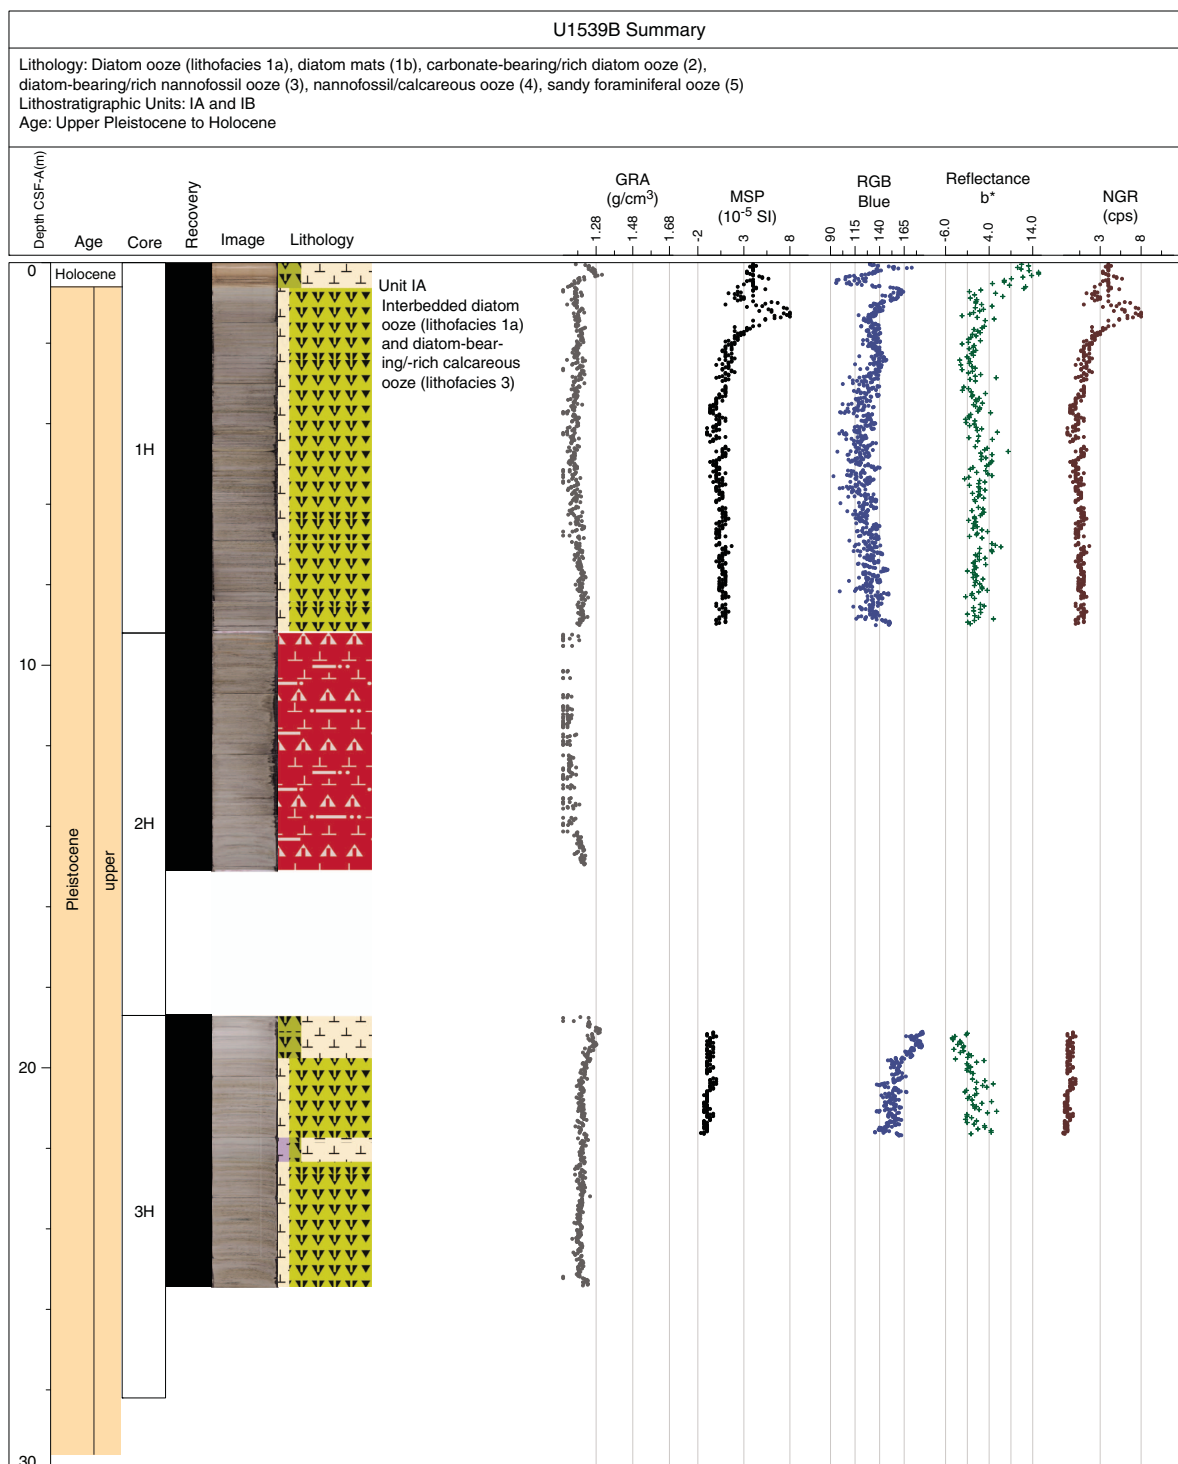 U1539B Summary
Lithology: Diatom ooze (lithofacies 1a), diatom mats (1b), carbonate-bearing/rich diatom ooze (2),
diatom-bearing/rich nannofossil ooze (3), nannofossil/calcareous ooze (4), sandy foraminiferal ooze (5)
Lithostratigraphic Units: IA and IB
Age: Upper Pleistocene to Holocene
Depth CSF-A(m)
Age
Core
Recovery
Image
Lithology
GRA
(g/cm³)
1.28 1.48 1.68
MSP
(10⁻⁵ SI)
-2 3 8
RGB
Blue
90 115 140 165
Reflectance
b*
-6.0 4.0 14.0
NGR
(cps)
3 8
0
Holocene
Unit IA
Interbedded diatom
ooze (lithofacies 1a)
and diatom-bear-
ing/-rich calcareous
ooze (lithofacies 3)
1H
10
2H
Pleistocene
upper
20
3H
30